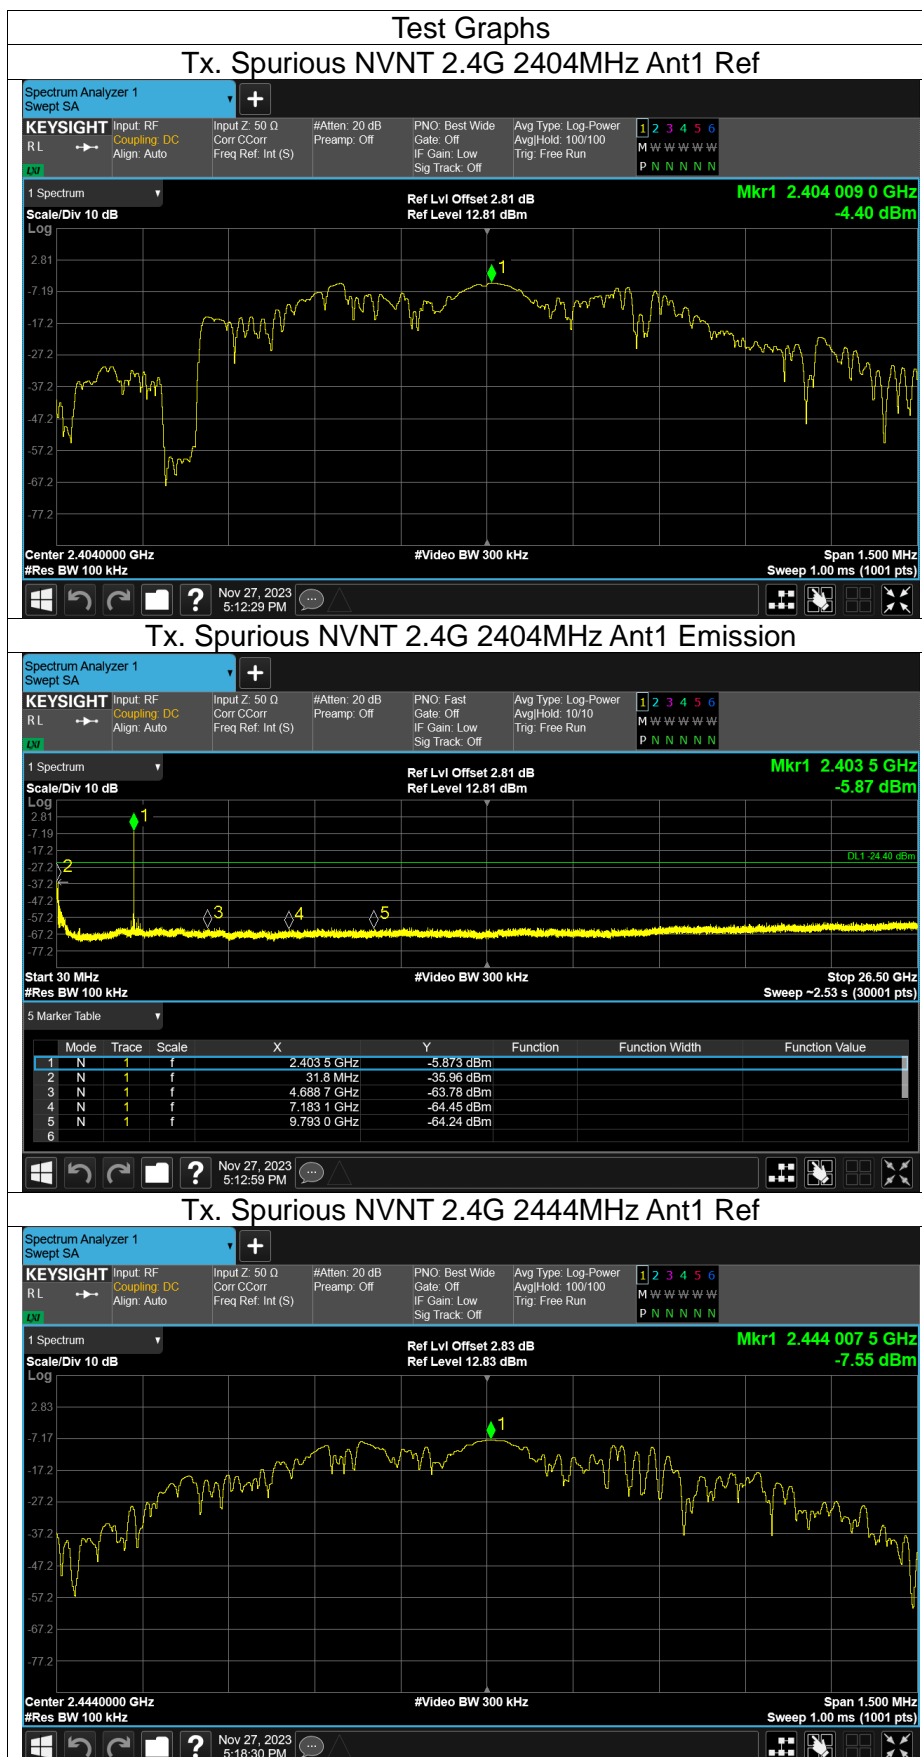 Test Graphs
Tx. Spurious NVNT 2.4G 2404MHz Ant1 Ref
Spectrum Analyzer 1
Swept SA
+
KEYSIGHT Input: RF Input Z: 50 Ω #Atten: 20 dB PNO: Best Wide Avg Type: Log-Power 1 2 3 4 5 6
RL Coupling: DC Corr CCorr Preamp: Off Gate: Off Avg|Hold: 100/100 M W W W W W
Align: Auto Freq Ref: Int (S) IF Gain: Low Trig: Free Run
LXI Sig Track: Off P N N N N N
1 Spectrum Ref Lvl Offset 2.81 dB Mkr1 2.404 009 0 GHz
Scale/Div 10 dB Ref Level 12.81 dBm -4.40 dBm
Log
1
2.81
-7.19
-17.2
-27.2
-37.2
-47.2
-57.2
-67.2
-77.2
Center 2.4040000 GHz #Video BW 300 kHz Span 1.500 MHz
#Res BW 100 kHz Sweep 1.00 ms (1001 pts)
? Nov 27, 2023
5:12:29 PM
Tx. Spurious NVNT 2.4G 2404MHz Ant1 Emission
Spectrum Analyzer 1
Swept SA
+
KEYSIGHT Input: RF Input Z: 50 Ω #Atten: 20 dB PNO: Fast Avg Type: Log-Power 1 2 3 4 5 6
RL Coupling: DC Corr CCorr Preamp: Off Gate: Off Avg|Hold: 10/10 M W W W W W
Align: Auto Freq Ref: Int (S) IF Gain: Low Trig: Free Run
LXI Sig Track: Off P N N N N N
1 Spectrum Ref Lvl Offset 2.81 dB Mkr1 2.403 5 GHz
Scale/Div 10 dB Ref Level 12.81 dBm -5.87 dBm
Log
2.81 1
-7.19
-17.2
DL1 -24.40 dBm
-27.2 2
-37.2
-47.2
-57.2 3 4 5
-67.2
-77.2
Start 30 MHz #Video BW 300 kHz Stop 26.50 GHz
#Res BW 100 kHz Sweep ~2.53 s (30001 pts)
5 Marker Table
Mode Trace Scale X Y Function Function Width Function Value
1 N 1 f 2.403 5 GHz -5.873 dBm
2 N 1 f 31.8 MHz -35.96 dBm
3 N 1 f 4.688 7 GHz -63.78 dBm
4 N 1 f 7.183 1 GHz -64.45 dBm
5 N 1 f 9.793 0 GHz -64.24 dBm
6
? Nov 27, 2023
5:12:59 PM
Tx. Spurious NVNT 2.4G 2444MHz Ant1 Ref
Spectrum Analyzer 1
Swept SA
+
KEYSIGHT Input: RF Input Z: 50 Ω #Atten: 20 dB PNO: Best Wide Avg Type: Log-Power 1 2 3 4 5 6
RL Coupling: DC Corr CCorr Preamp: Off Gate: Off Avg|Hold: 100/100 M W W W W W
Align: Auto Freq Ref: Int (S) IF Gain: Low Trig: Free Run
LXI Sig Track: Off P N N N N N
1 Spectrum Ref Lvl Offset 2.83 dB Mkr1 2.444 007 5 GHz
Scale/Div 10 dB Ref Level 12.83 dBm -7.55 dBm
Log
2.83
1
-7.17
-17.2
-27.2
-37.2
-47.2
-57.2
-67.2
-77.2
Center 2.4440000 GHz #Video BW 300 kHz Span 1.500 MHz
#Res BW 100 kHz Sweep 1.00 ms (1001 pts)
? Nov 27, 2023
5:18:30 PM